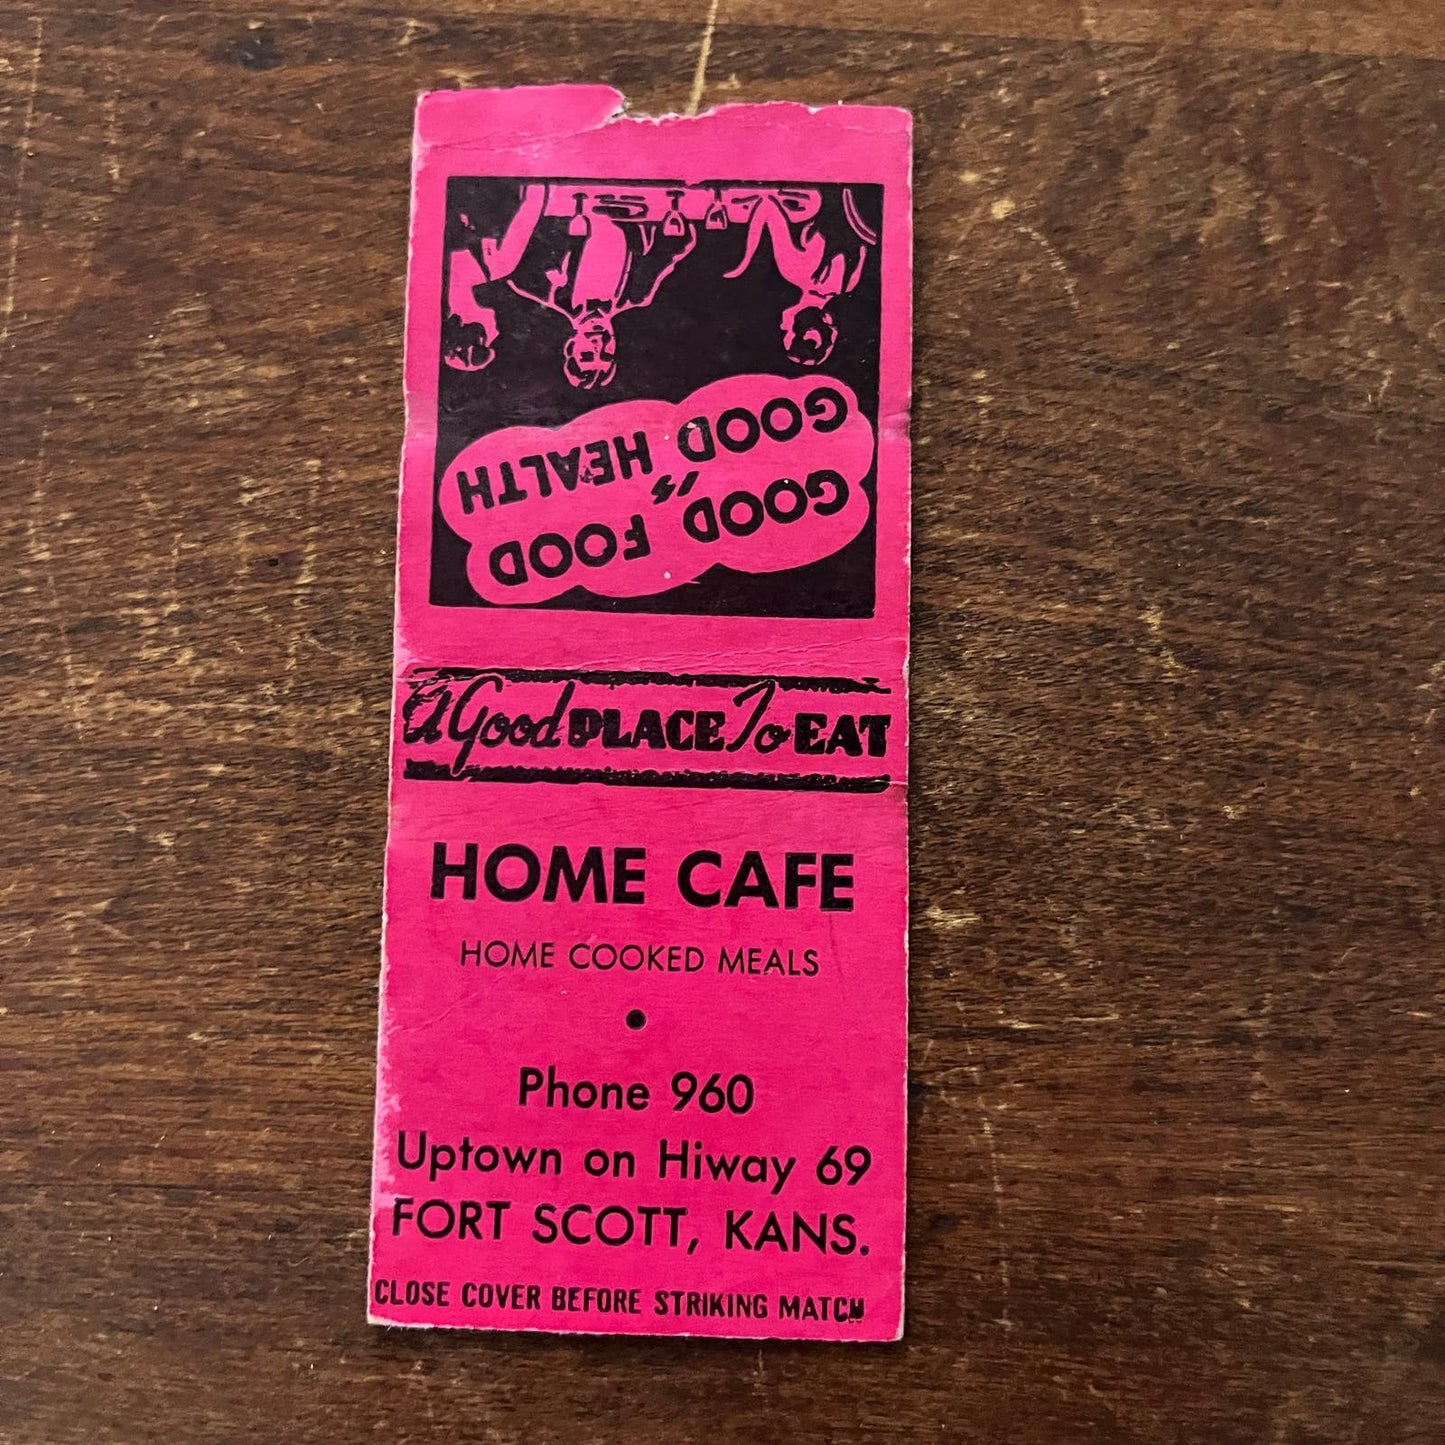 GOOD FOOD
IS
GOOD HEALTH
A Good PLACE To EAT
HOME CAFE
HOME COOKED MEALS
•
Phone 960
Uptown on Hiway 69
FORT SCOTT, KANS.
CLOSE COVER BEFORE STRIKING MATCH